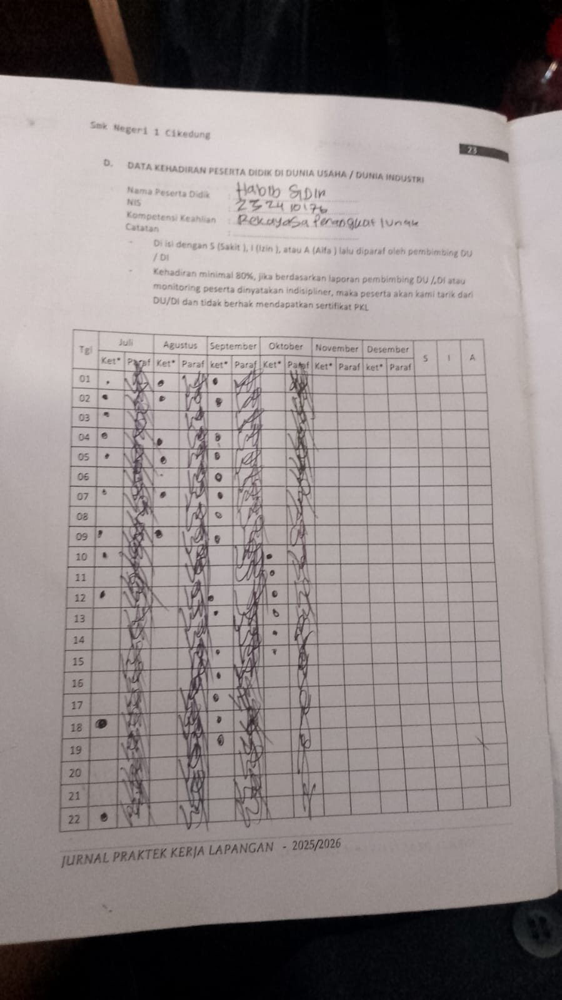 Smk Negeri 1 Cikedung
23
D. DATA KEHADIRAN PESERTA DIDIK DI DUNIA USAHA / DUNIA INDUSTRI
Nama Peserta Didik : Habib
NIS : 232410176
Kompetensi Keahlian : Rekayasa Perangkat lunak
Catatan :
- Di isi dengan S (Sakit ), I (Izin ), atau A (Alfa ) lalu diparaf oleh pembimbing DU
/ DI
- Kehadiran minimal 80%, jika berdasarkan laporan pembimbing DU /.DI atau
monitoring peserta dinyatakan indisipliner, maka peserta akan kami tarik dari
DU/DI dan tidak berhak mendapatkan sertifikat PKL
Tgl Juli Agustus September Oktober November Desember S I A
Ket* Paraf Ket* Paraf ket* Paraf Ket* Paraf Ket* Paraf ket* Paraf
01
02
03
04
05
06
07
08
09
10
11
12
13
14
15
16
17
18
19
20
21
22
JURNAL PRAKTEK KERJA LAPANGAN - 2025/2026